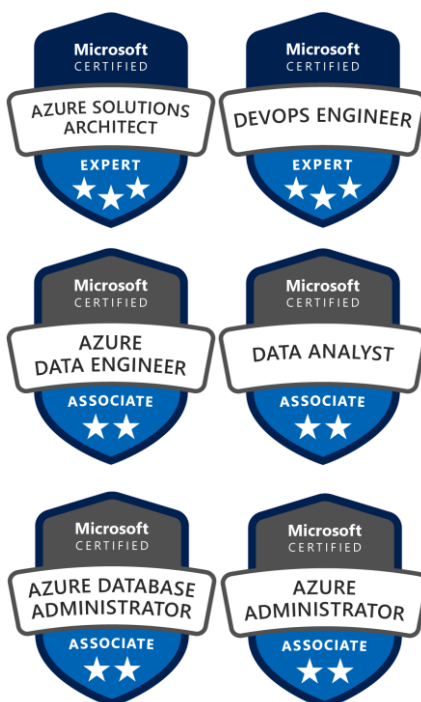 Microsoft
CERTIFIED
AZURE SOLUTIONS
ARCHITECT
EXPERT
Microsoft
CERTIFIED
DEVOPS ENGINEER
EXPERT
Microsoft
CERTIFIED
AZURE
DATA ENGINEER
ASSOCIATE
Microsoft
CERTIFIED
DATA ANALYST
ASSOCIATE
Microsoft
CERTIFIED
AZURE DATABASE
ADMINISTRATOR
ASSOCIATE
Microsoft
CERTIFIED
AZURE
ADMINISTRATOR
ASSOCIATE